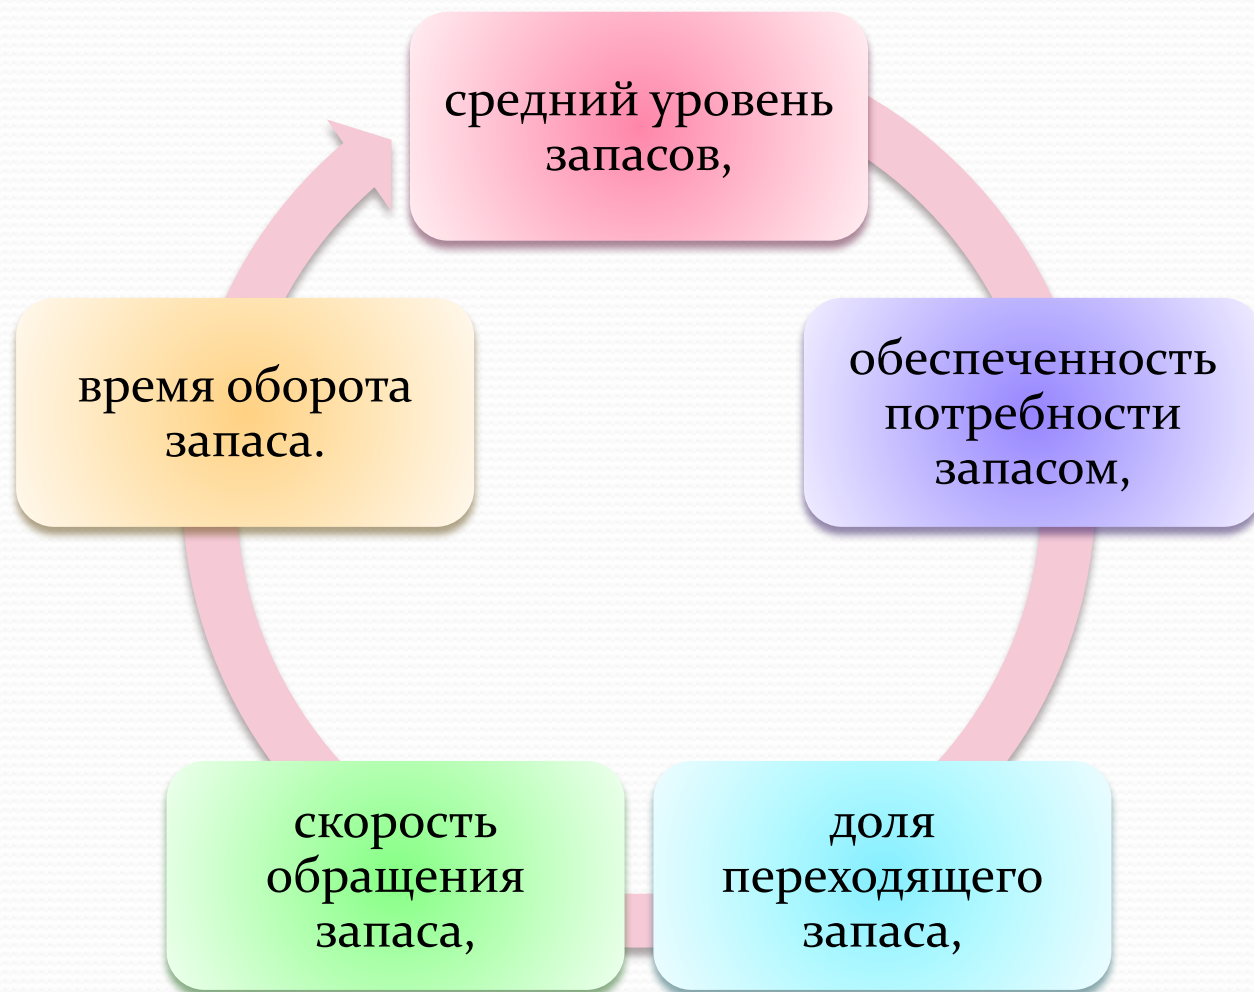 средний уровень
запасов,
обеспеченность
потребности
запасом,
доля
переходящего
запаса,
скорость
обращения
запаса,
время оборота
запаса.